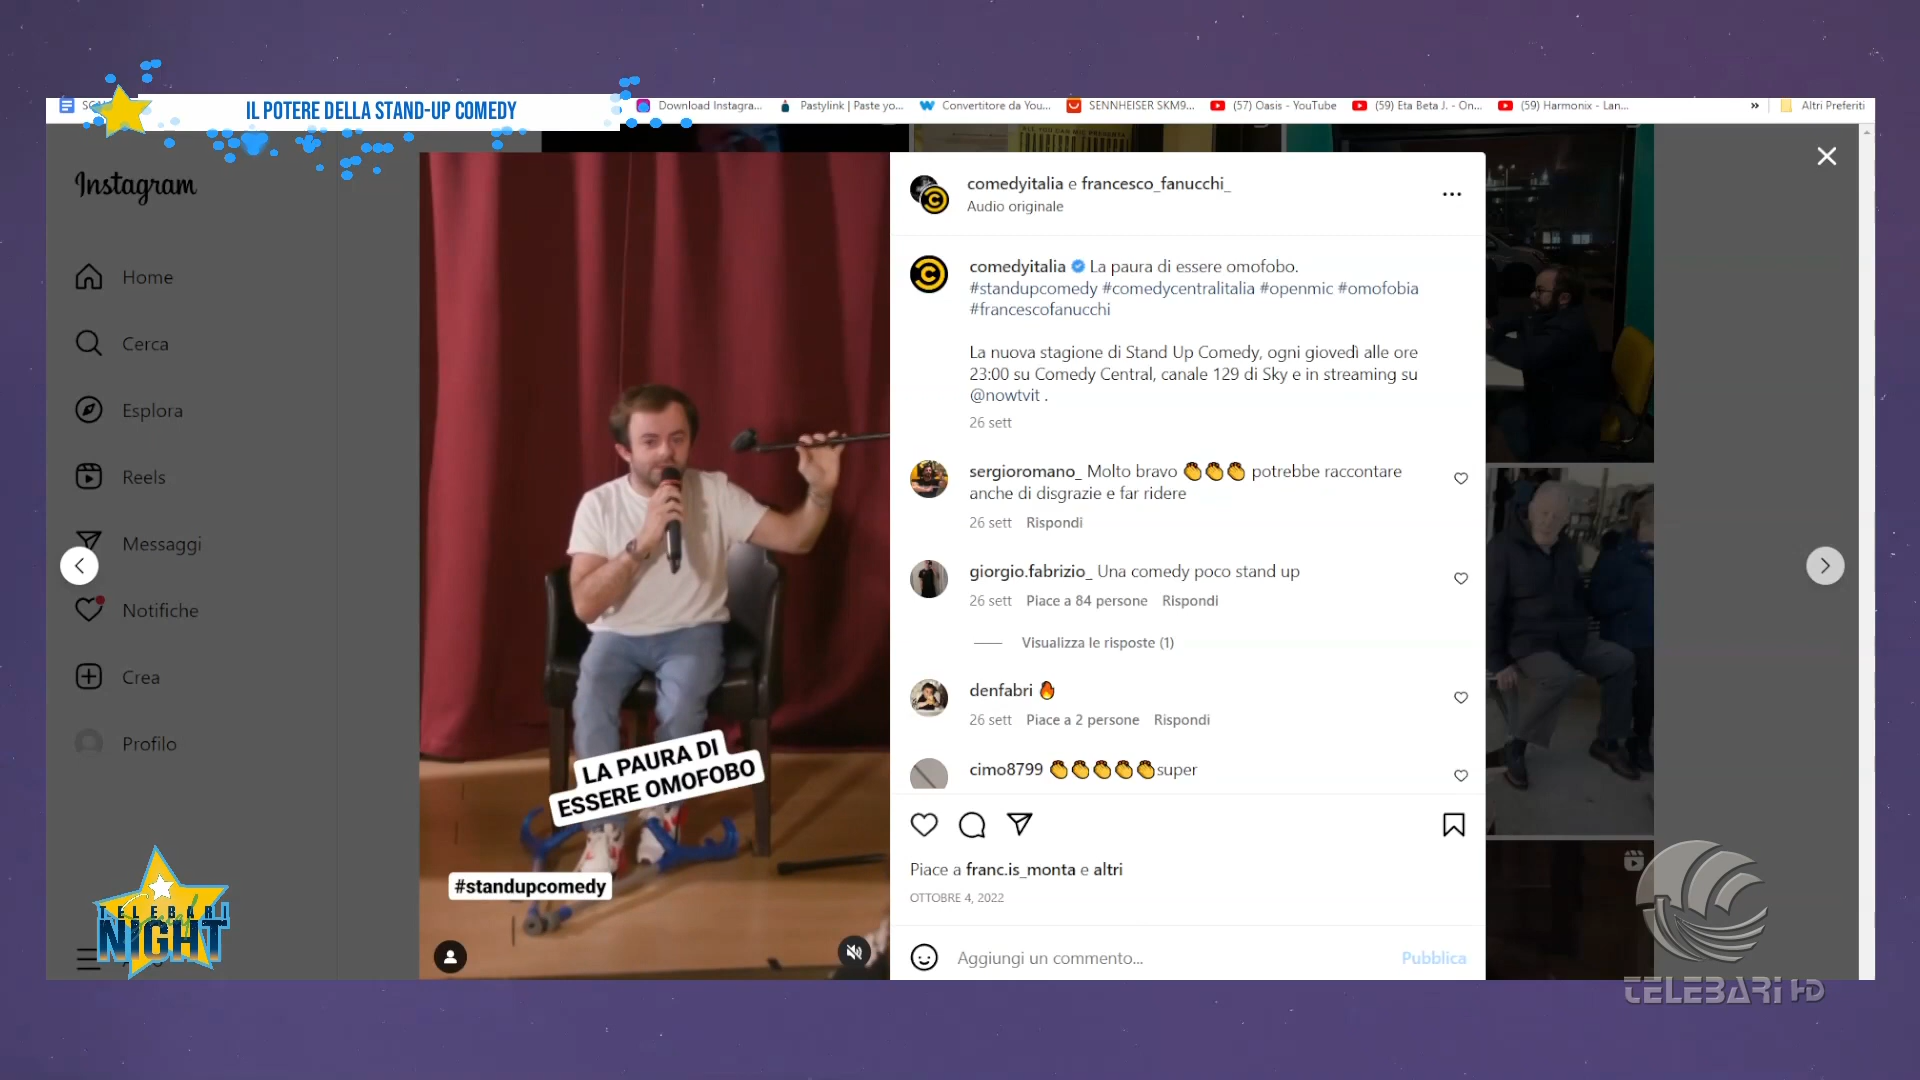 IL POTERE DELLA STAND-UP COMEDY
Download Instagra...
Pastylink | Paste yo...
Convertitore da You...
SENNHEISER SKM9...
(57) Oasis - YouTube
(59) Eta Beta J. - On...
(59) Harmonix - Lan...
»
Altri Preferiti
Instagram
Home
Cerca
Esplora
Reels
Messaggi
Notifiche
Crea
Profilo
LA PAURA DI
ESSERE OMOFOBO
#standupcomedy
comedyitalia e francesco_fanucchi_
Audio originale
comedyitalia La paura di essere omofobo.
#standupcomedy #comedycentralitalia #openmic #omofobia
#francescofanucchi
La nuova stagione di Stand Up Comedy, ogni giovedì alle ore
23:00 su Comedy Central, canale 129 di Sky e in streaming su
@nowtvit .
26 sett
sergioromano_ Molto bravo 👏👏👏 potrebbe raccontare
anche di disgrazie e far ridere
26 sett Rispondi
giorgio.fabrizio_ Una comedy poco stand up
26 sett Piace a 84 persone Rispondi
Visualizza le risposte (1)
denfabri 🔥
26 sett Piace a 2 persone Rispondi
cimo8799 👏👏👏👏👏super
Piace a franc.is_monta e altri
OTTOBRE 4, 2022
Aggiungi un commento...
Pubblica
TELEBARI
NIGHT
TELEBARI HD